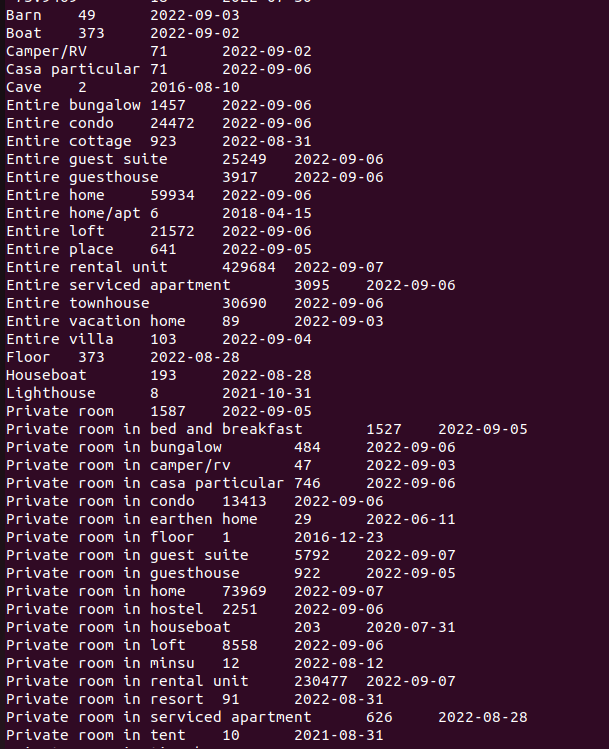 Barn 49 2022-09-03
Boat 373 2022-09-02
Camper/RV 71 2022-09-02
Casa particular 71 2022-09-06
Cave 2 2016-08-10
Entire bungalow 1457 2022-09-06
Entire condo 24472 2022-09-06
Entire cottage 923 2022-08-31
Entire guest suite 25249 2022-09-06
Entire guesthouse 3917 2022-09-06
Entire home 59934 2022-09-06
Entire home/apt 6 2018-04-15
Entire loft 21572 2022-09-06
Entire place 641 2022-09-05
Entire rental unit 429684 2022-09-07
Entire serviced apartment 3095 2022-09-06
Entire townhouse 30690 2022-09-06
Entire vacation home 89 2022-09-03
Entire villa 103 2022-09-04
Floor 373 2022-08-28
Houseboat 193 2022-08-28
Lighthouse 8 2021-10-31
Private room 1587 2022-09-05
Private room in bed and breakfast 1527 2022-09-05
Private room in bungalow 484 2022-09-06
Private room in camper/rv 47 2022-09-03
Private room in casa particular 746 2022-09-06
Private room in condo 13413 2022-09-06
Private room in earthen home 29 2022-06-11
Private room in floor 1 2016-12-23
Private room in guest suite 5792 2022-09-07
Private room in guesthouse 922 2022-09-05
Private room in home 73969 2022-09-07
Private room in hostel 2251 2022-09-06
Private room in houseboat 203 2020-07-31
Private room in loft 8558 2022-09-06
Private room in minsu 12 2022-08-12
Private room in rental unit 230477 2022-09-07
Private room in resort 91 2022-08-31
Private room in serviced apartment 626 2022-08-28
Private room in tent 10 2021-08-31